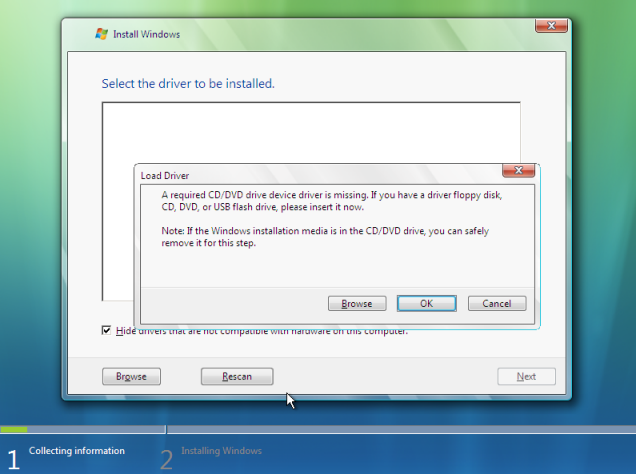 Install Windows
Select the driver to be installed.
Load Driver
A required CD/DVD drive device driver is missing. If you have a driver floppy disk,
CD, DVD, or USB flash drive, please insert it now.
Note: If the Windows installation media is in the CD/DVD drive, you can safely
remove it for this step.
Browse OK Cancel
Hide drivers that are not compatible with hardware on this computer.
Browse Rescan Next
1 Collecting information 2 Installing Windows